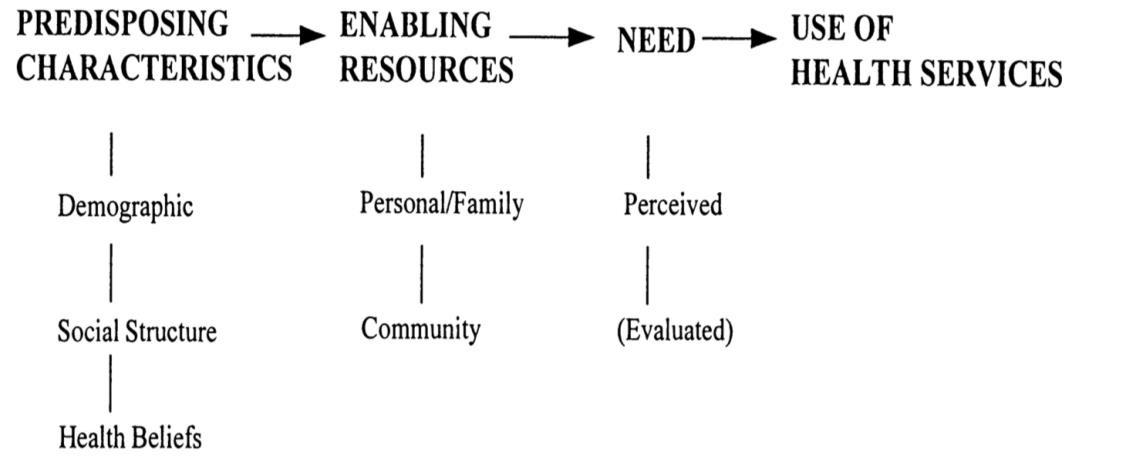 PREDISPOSING
CHARACTERISTICS
ENABLING
RESOURCES
NEED
USE OF
HEALTH SERVICES
Demographic
Social Structure
Health Beliefs
Personal/Family
Community
Perceived
(Evaluated)